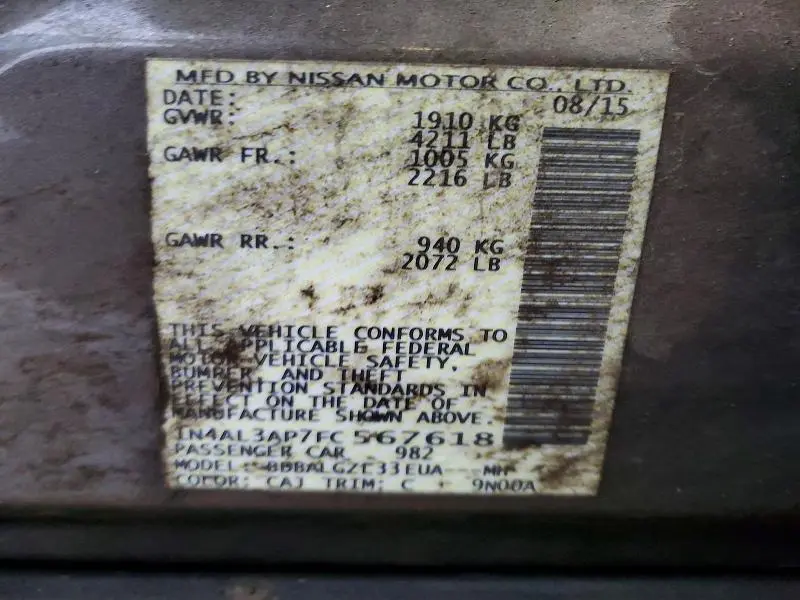 MFD BY NISSAN MOTOR CO., LTD.
DATE: 08/15
GVWR: 1910 KG
4211 LB
GAWR FR.: 1005 KG
2216 LB
GAWR RR.: 940 KG
2072 LB
THIS VEHICLE CONFORMS TO
ALL APPLICABLE FEDERAL
MOTOR VEHICLE SAFETY,
BUMPER, AND THEFT
PREVENTION STANDARDS IN
EFFECT ON THE DATE OF
MANUFACTURE SHOWN ABOVE.
1N4AL3AP7FC567618
PASSENGER CAR 982
MODEL:
COLOR: CAJ TRIM: C 9N00A